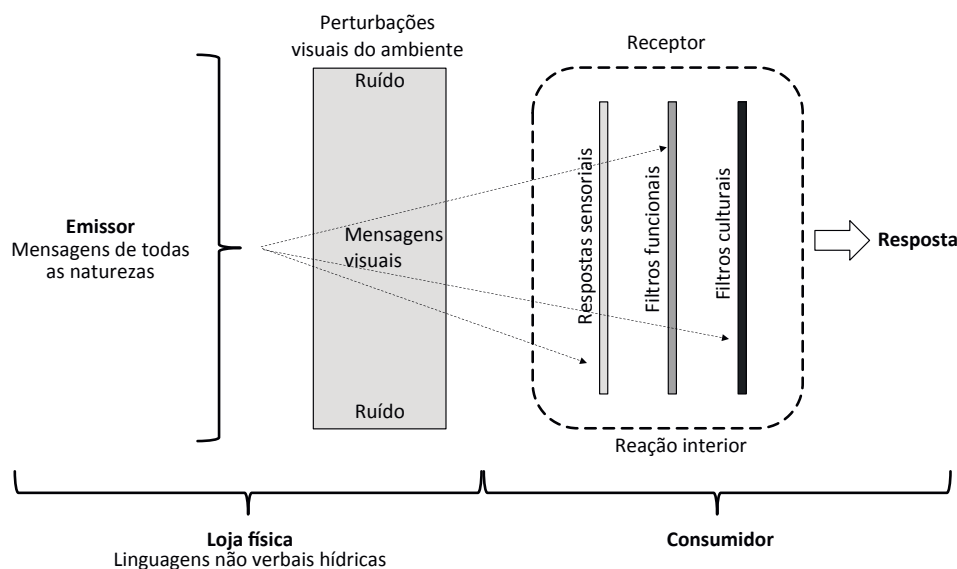 Perturbações
visuais do ambiente
Ruído
Receptor
Emissor
Mensagens de todas
as naturezas
Mensagens
visuais
Respostas sensoriais
Filtros funcionais
Filtros culturais
Resposta
Ruído
Reação interior
Loja física
Linguagens não verbais hídricas
Consumidor